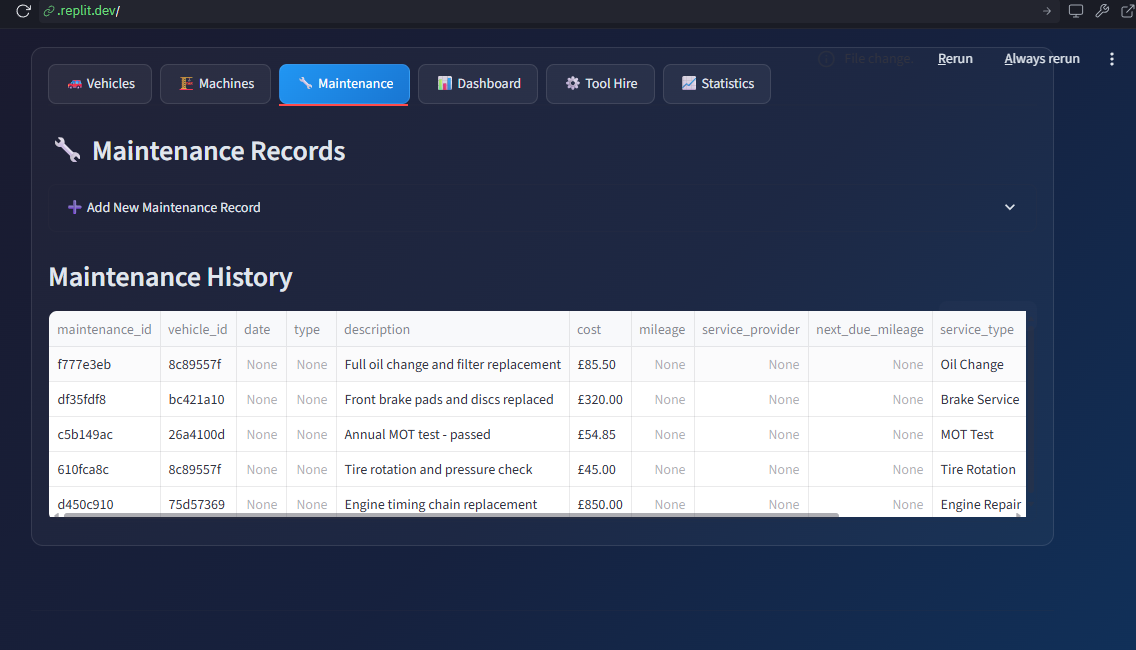 .replit.dev/
File change.
Rerun
Always rerun
Vehicles
Machines
Maintenance
Dashboard
Tool Hire
Statistics
Maintenance Records
Add New Maintenance Record
Maintenance History
maintenance_id vehicle_id date type description cost mileage service_provider next_due_mileage service_type
f777e3eb 8c89557f None None Full oil change and filter replacement £85.50 None None None Oil Change
df35fdf8 bc421a10 None None Front brake pads and discs replaced £320.00 None None None Brake Service
c5b149ac 26a4100d None None Annual MOT test - passed £54.85 None None None MOT Test
610fca8c 8c89557f None None Tire rotation and pressure check £45.00 None None None Tire Rotation
d450c910 75d57369 None None Engine timing chain replacement £850.00 None None None Engine Repair